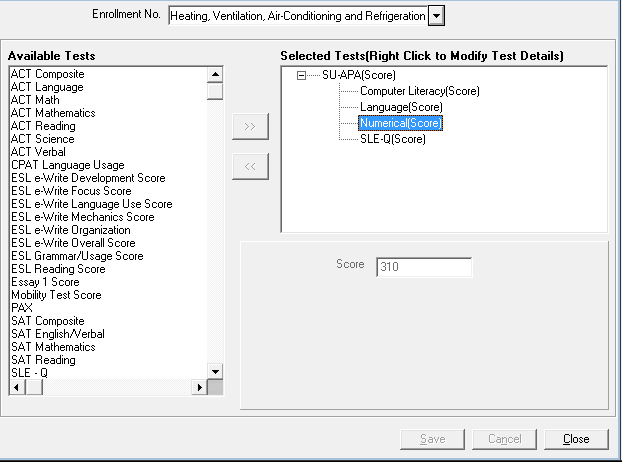 Enrollment No. Heating, Ventilation, Air-Conditioning and Refrigeration
Available Tests
ACT Composite
ACT Language
ACT Math
ACT Mathematics
ACT Reading
ACT Science
ACT Verbal
CPAT Language Usage
ESL e-Write Development Score
ESL e-Write Focus Score
ESL e-Write Language Use Score
ESL e-Write Mechanics Score
ESL e-Write Organization
ESL e-Write Overall Score
ESL Grammar/Usage Score
ESL Reading Score
Essay 1 Score
Mobility Test Score
PAX
SAT Composite
SAT English/Verbal
SAT Mathematics
SAT Reading
SLE - Q
>>
<<
Selected Tests(Right Click to Modify Test Details)
SU-APA(Score)
Computer Literacy(Score)
Language(Score)
Numerical(Score)
SLE-Q(Score)
Score 310
Save Cancel Close